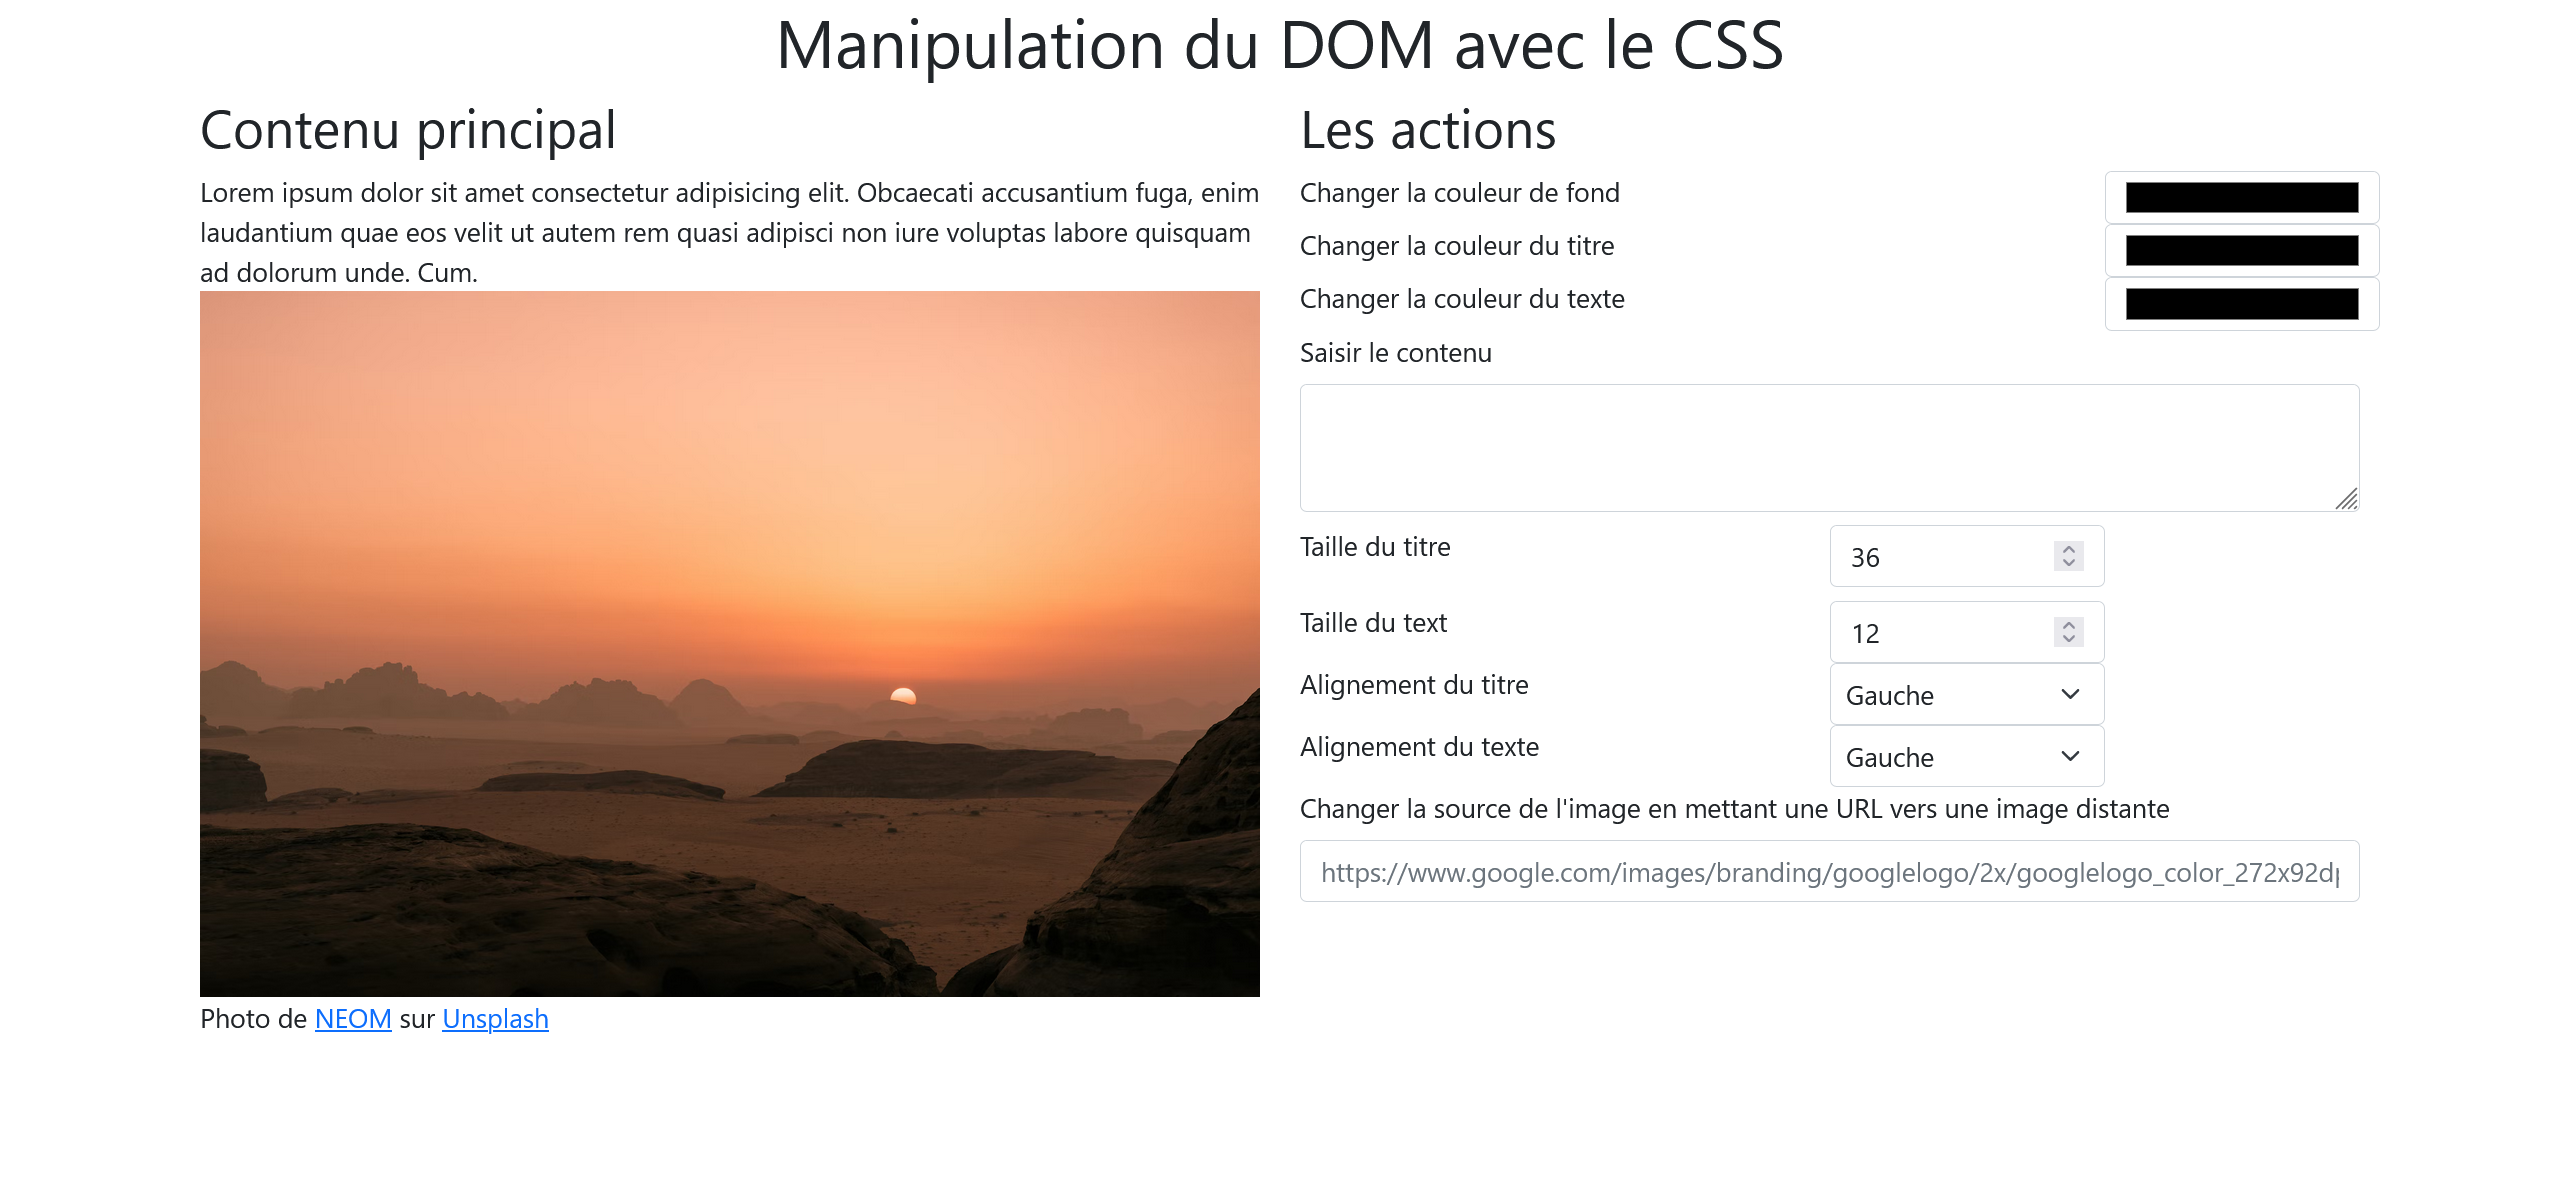 Manipulation du DOM avec le CSS
Contenu principal
Lorem ipsum dolor sit amet consectetur adipisicing elit. Obcaecati accusantium fuga, enim
laudantium quae eos velit ut autem rem quasi adipisci non iure voluptas labore quisquam
ad dolorum unde. Cum.
Photo de NEOM sur Unsplash
Les actions
Changer la couleur de fond
Changer la couleur du titre
Changer la couleur du texte
Saisir le contenu
Taille du titre
36
Taille du text
12
Alignement du titre
Gauche
Alignement du texte
Gauche
Changer la source de l'image en mettant une URL vers une image distante
https://www.google.com/images/branding/googlelogo/2x/googlelogo_color_272x92d